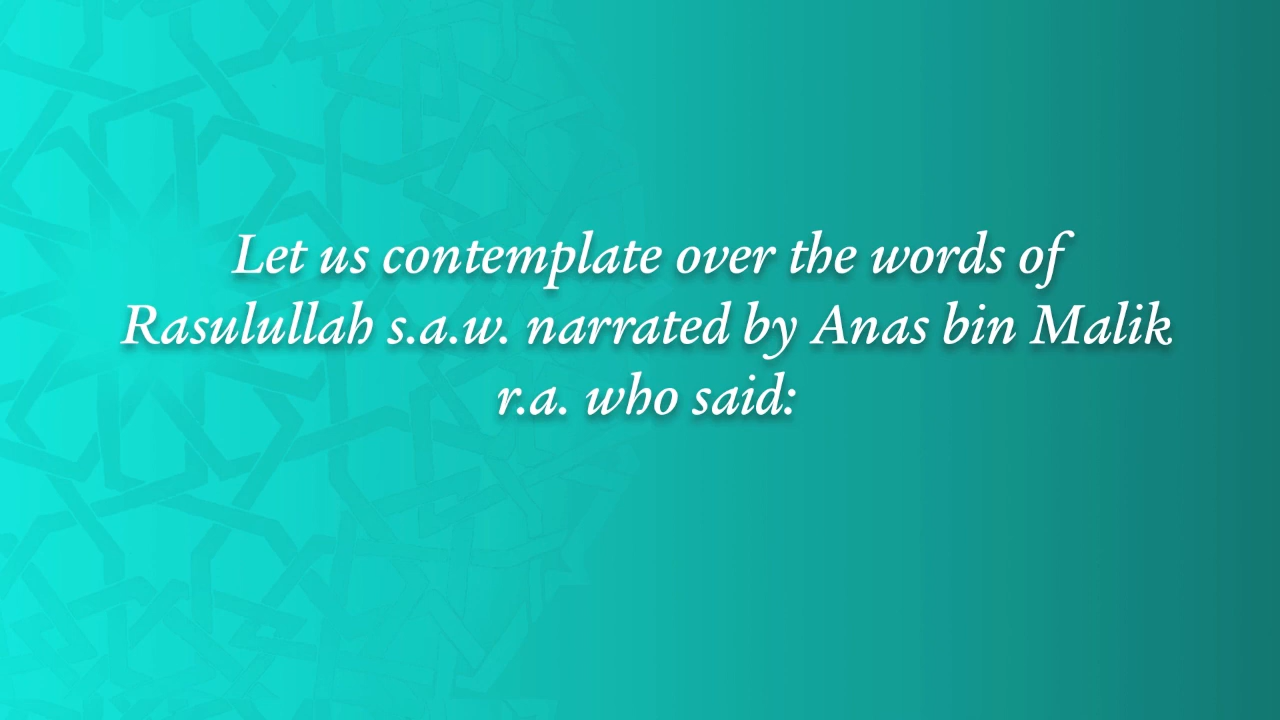 Let us contemplate over the words of
Rasulullah s.a.w. narrated by Anas bin Malik
r.a. who said: